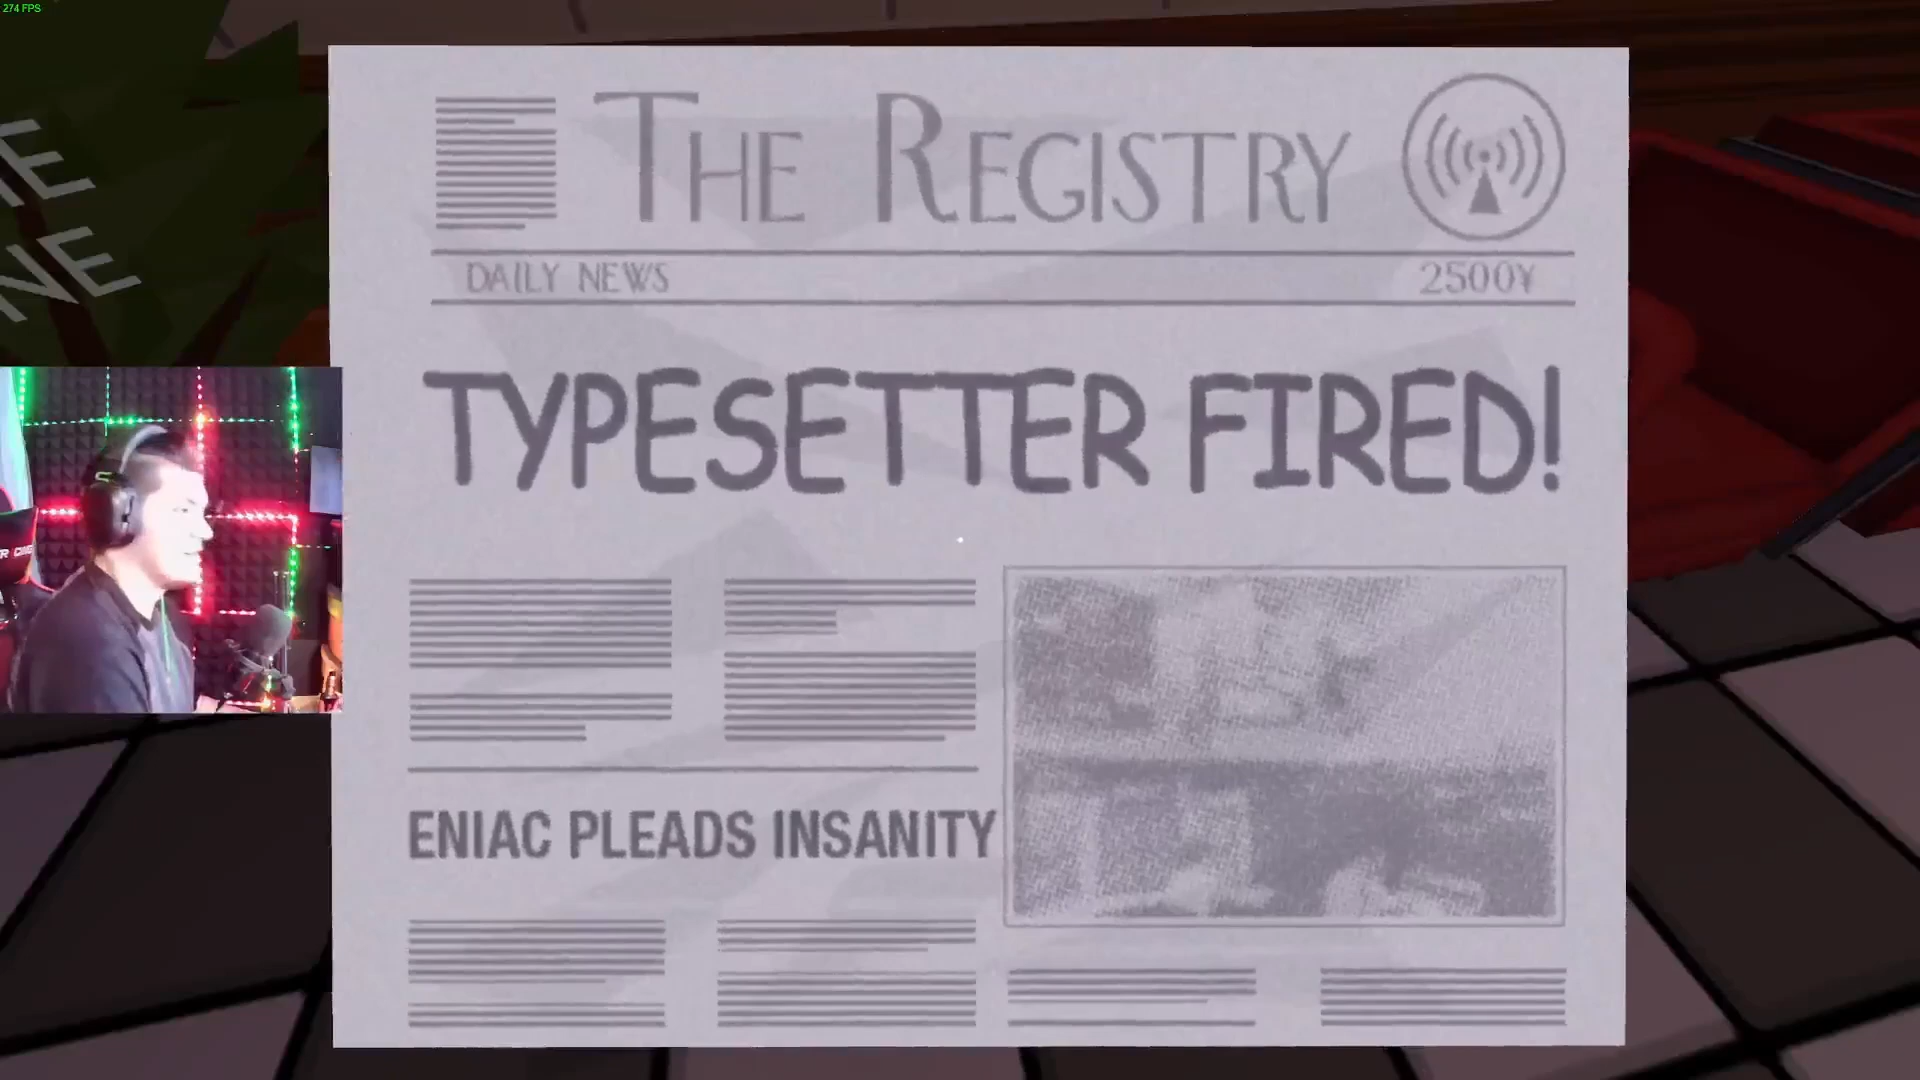 274 FPS
THE REGISTRY
DAILY NEWS
2500¥
TYPESETTER FIRED!
ENIAC PLEADS INSANITY